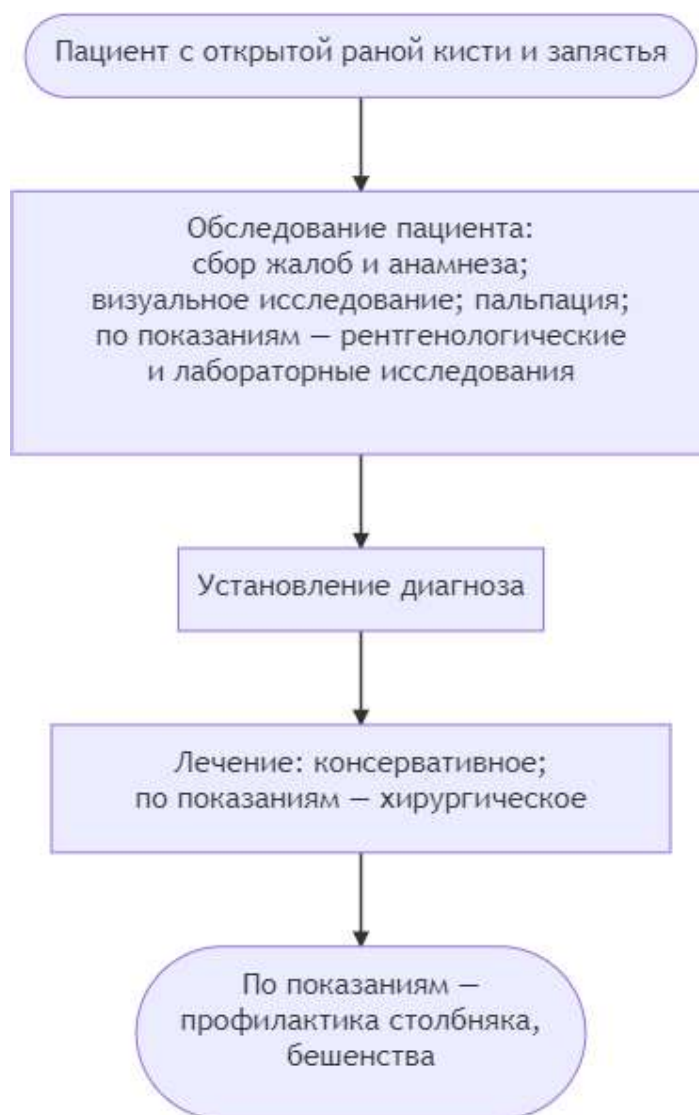 Пациент с открытой раной кисти и запястья
Обследование пациента:
сбор жалоб и анамнеза;
визуальное исследование; пальпация;
по показаниям — рентгенологические
и лабораторные исследования
Установление диагноза
Лечение: консервативное;
по показаниям — хирургическое
По показаниям —
профилактика столбняка,
бешенства